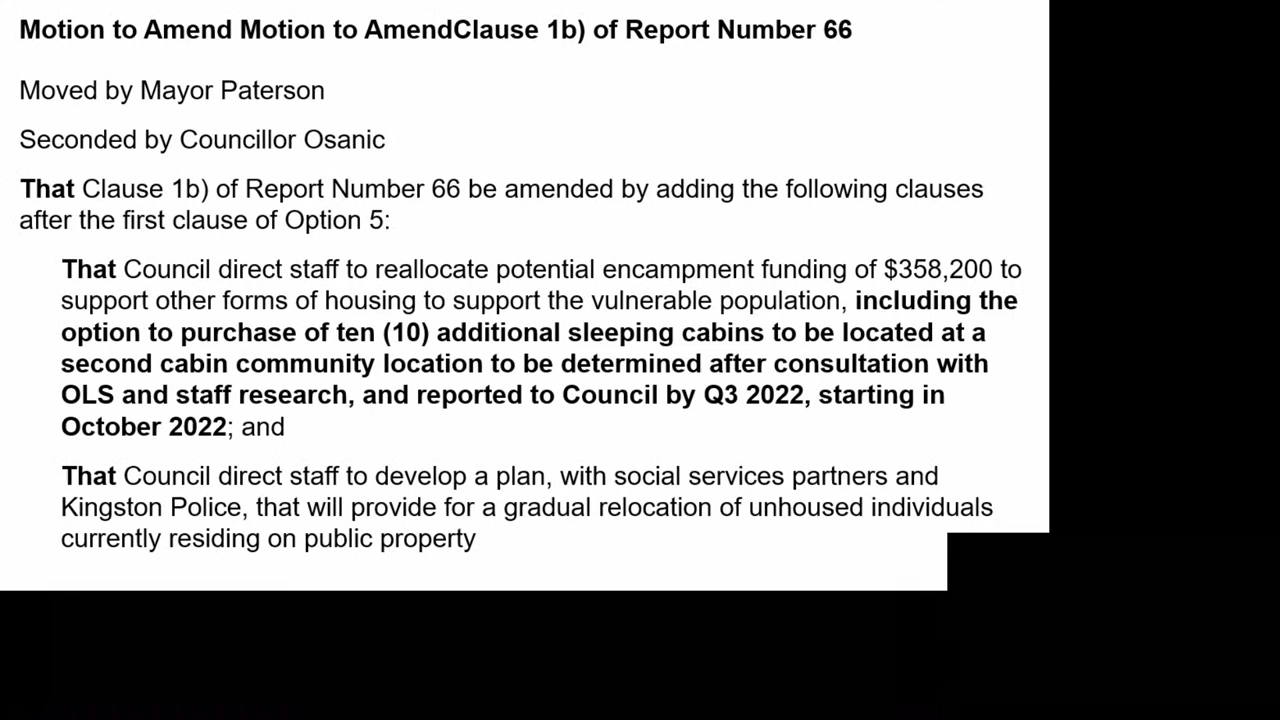 Motion to Amend Motion to AmendClause 1b) of Report Number 66
Moved by Mayor Paterson
Seconded by Councillor Osanic
That Clause 1b) of Report Number 66 be amended by adding the following clauses
after the first clause of Option 5:
That Council direct staff to reallocate potential encampment funding of $358,200 to
support other forms of housing to support the vulnerable population, including the
option to purchase of ten (10) additional sleeping cabins to be located at a
second cabin community location to be determined after consultation with
OLS and staff research, and reported to Council by Q3 2022, starting in
October 2022; and
That Council direct staff to develop a plan, with social services partners and
Kingston Police, that will provide for a gradual relocation of unhoused individuals
currently residing on public property